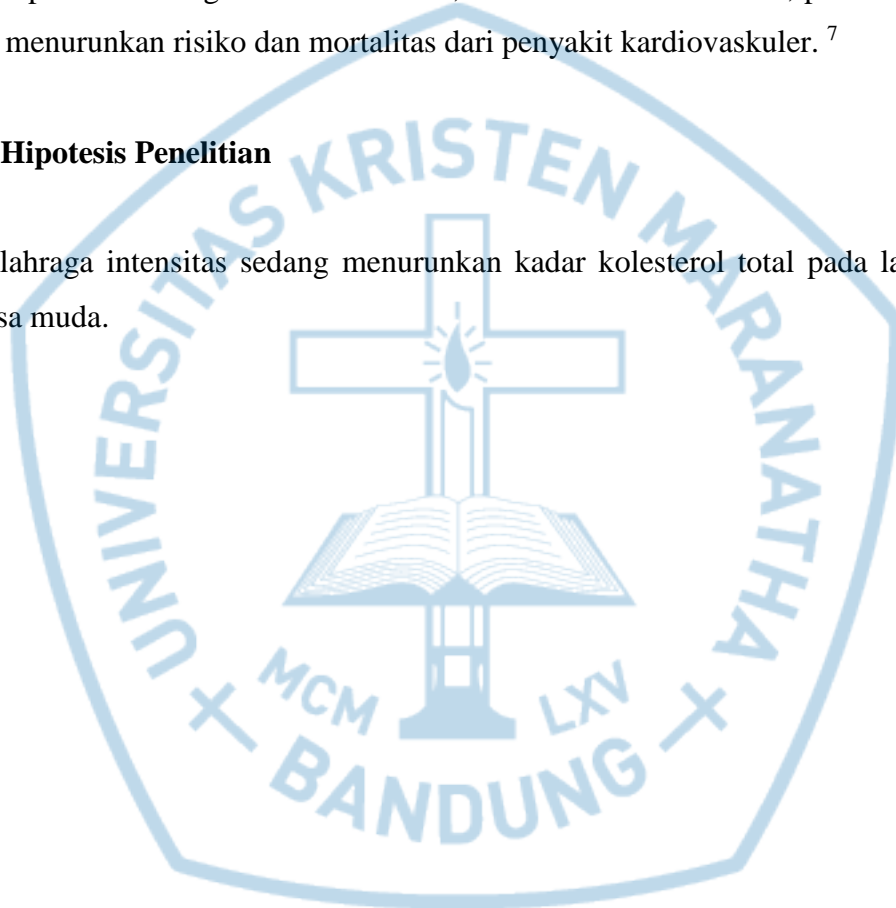 menurunkan risiko dan mortalitas dari penyakit kardiovaskuler. 7
Hipotesis Penelitian
lahraga intensitas sedang menurunkan kadar kolesterol total pada la
sa muda.
UNIVERSITAS KRISTEN MARANATHA
MCM LXV
BANDUNG